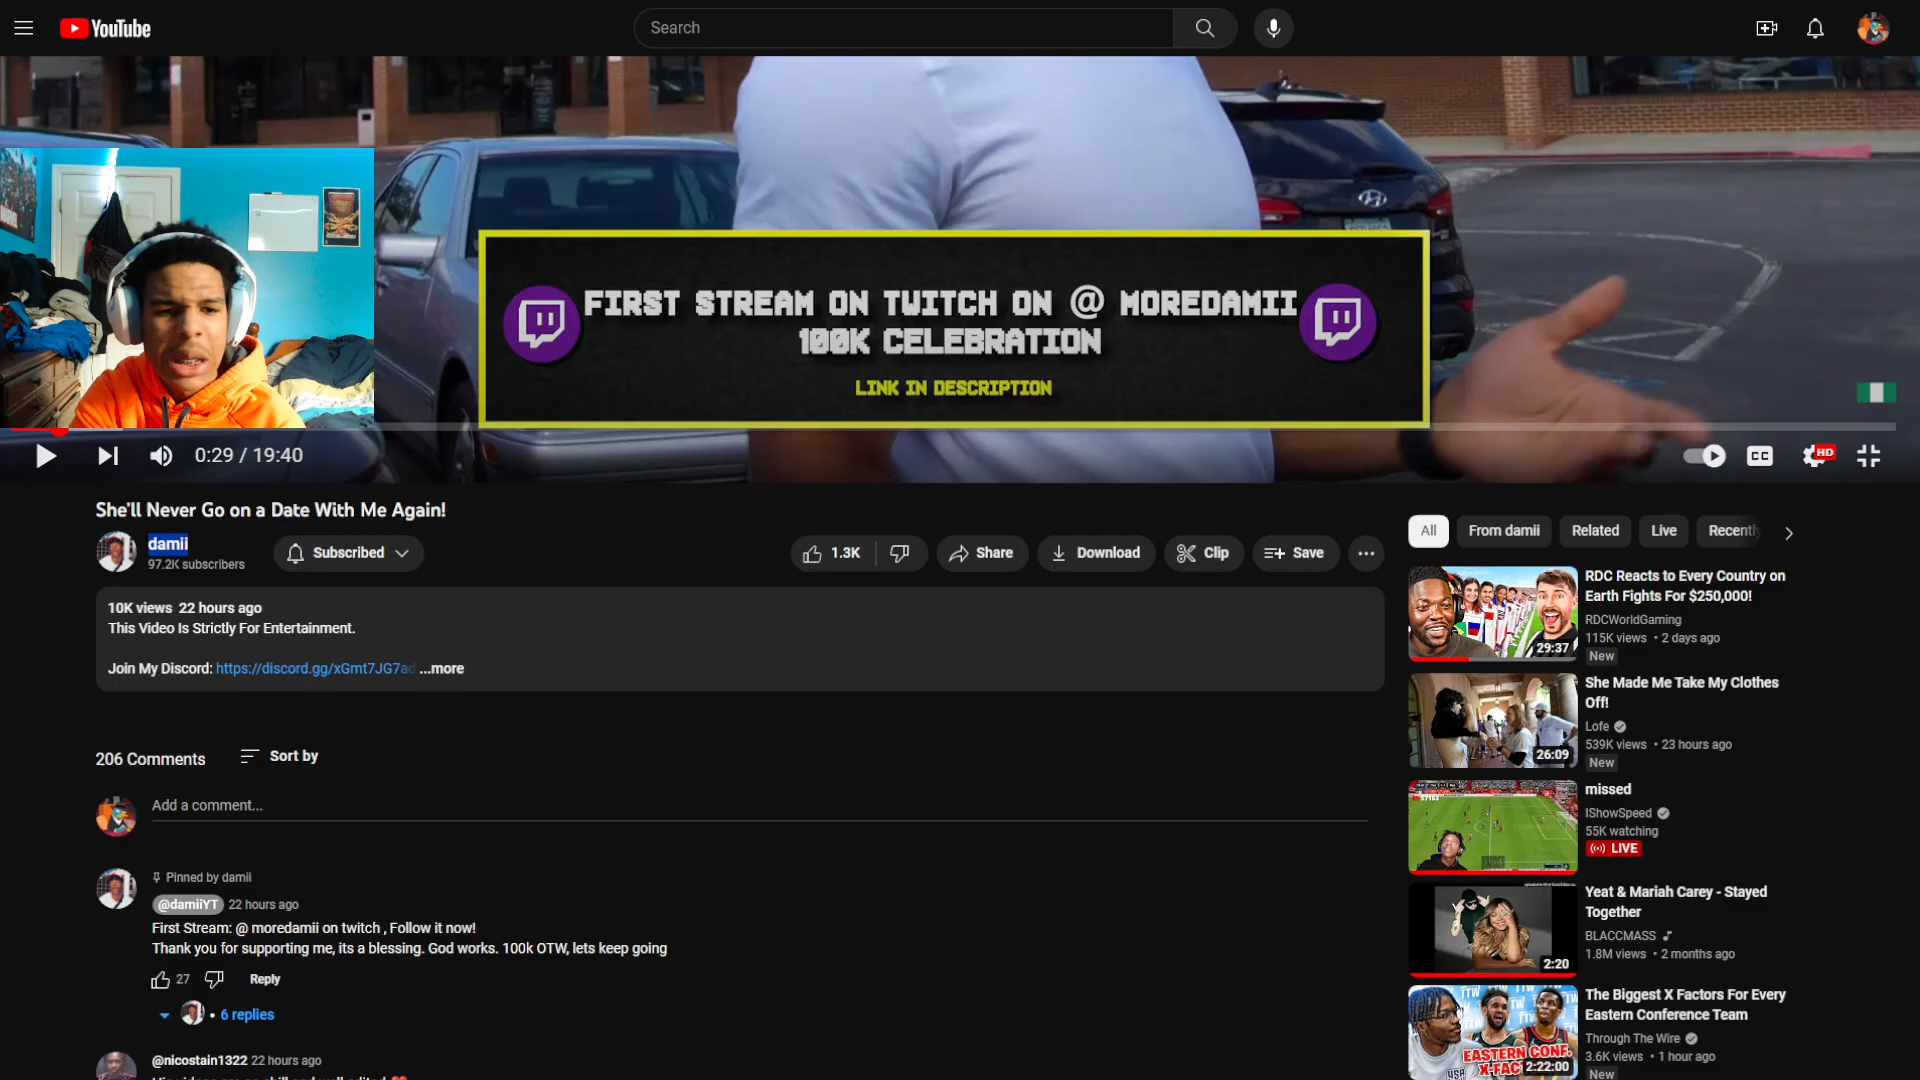 YouTube
Search
FIRST STREAM ON TWITCH ON @ MOREDAMII
100K CELEBRATION
LINK IN DESCRIPTION
0:29 / 19:40
CC
HD
She'll Never Go on a Date With Me Again!
damii
97.2K subscribers
Subscribed
1.3K
Share
Download
Clip
Save
10K views 22 hours ago
This Video Is Strictly For Entertainment.
Join My Discord: https://discord.gg/xGmt7JG7ad ...more
206 Comments
Sort by
Add a comment...
Pinned by damii
@damiiYT 22 hours ago
First Stream: @ moredamii on twitch , Follow it now!
Thank you for supporting me, its a blessing. God works. 100k OTW, lets keep going
27
Reply
6 replies
@nicostain1322 22 hours ago
All
From damii
Related
Live
Recently
RDC Reacts to Every Country on
Earth Fights For $250,000!
RDCWorldGaming
115K views • 2 days ago
New
29:37
She Made Me Take My Clothes
Off!
Lofe
539K views • 23 hours ago
New
26:09
missed
IShowSpeed
55K watching
LIVE
Yeat & Mariah Carey - Stayed
Together
BLACCMASS
1.8M views • 2 months ago
2:20
The Biggest X Factors For Every
Eastern Conference Team
Through The Wire
3.6K views • 1 hour ago
New
EASTERN CONF.
X-FAC
2:22:00